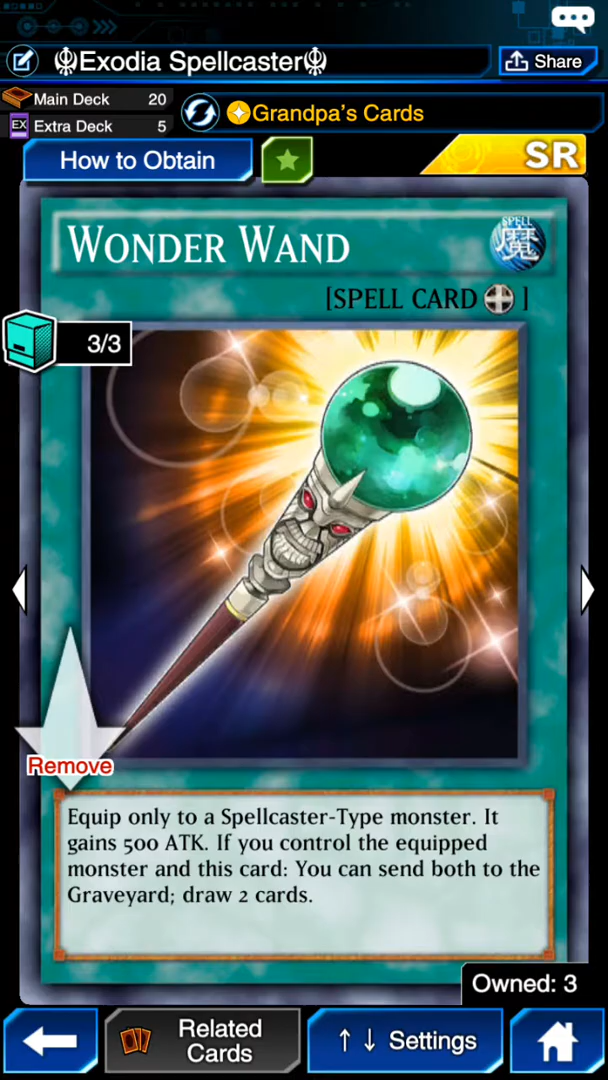 ☬Exodia Spellcaster☬
Share
Main Deck 20
EX Extra Deck 5
Grandpa's Cards
How to Obtain
SR
WONDER WAND
SPELL
魔
[SPELL CARD ]
3/3
Remove
Equip only to a Spellcaster-Type monster. It
gains 500 ATK. If you control the equipped
monster and this card: You can send both to the
Graveyard; draw 2 cards.
Owned: 3
Related
Cards
↑↓ Settings